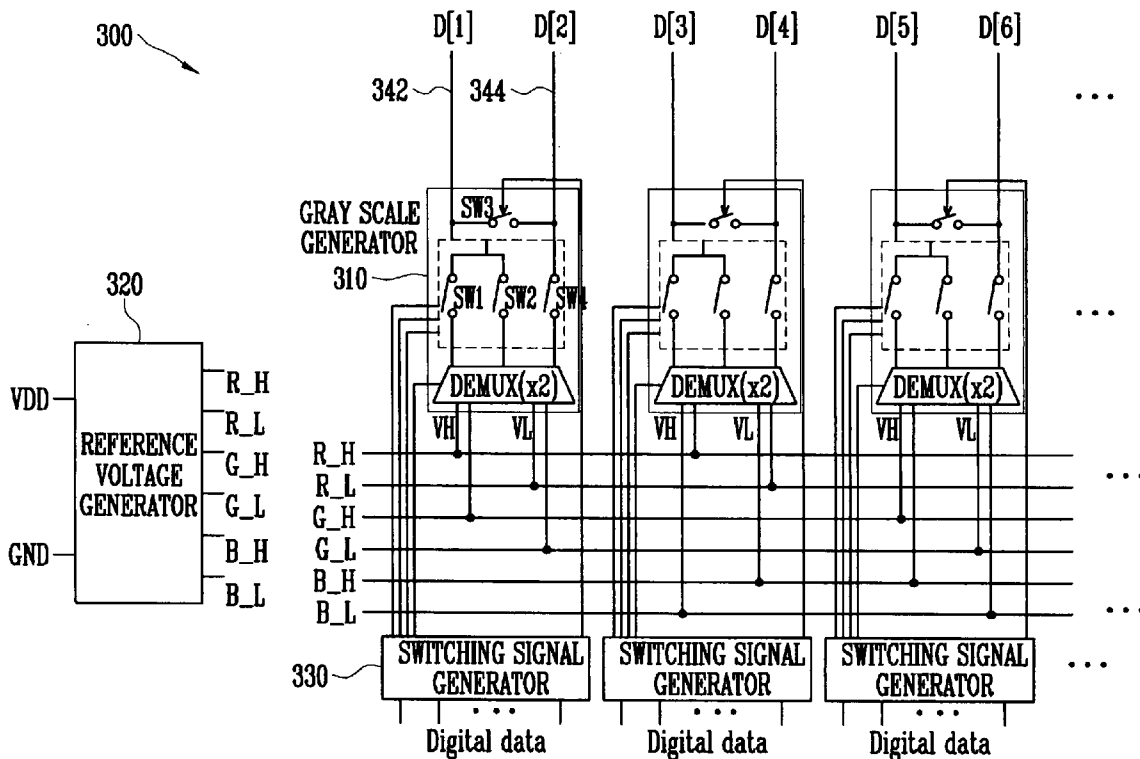 300
D[1] D[2] D[3] D[4] D[5] D[6]
342 344
• • •
GRAY SCALE
GENERATOR
310
SW3
SW1 SW2 SW4
• • •
320
VDD
GND
REFERENCE
VOLTAGE
GENERATOR
R_H
R_L
G_H
G_L
B_H
B_L
DEMUX(x2) DEMUX(x2) DEMUX(x2)
VH VL VH VL VH VL
R_H
R_L
G_H
G_L
B_H
B_L
• • •
• • •
330
SWITCHING SIGNAL
GENERATOR
SWITCHING SIGNAL
GENERATOR
SWITCHING SIGNAL
GENERATOR
• • •
• • • • • • • • •
Digital data Digital data Digital data